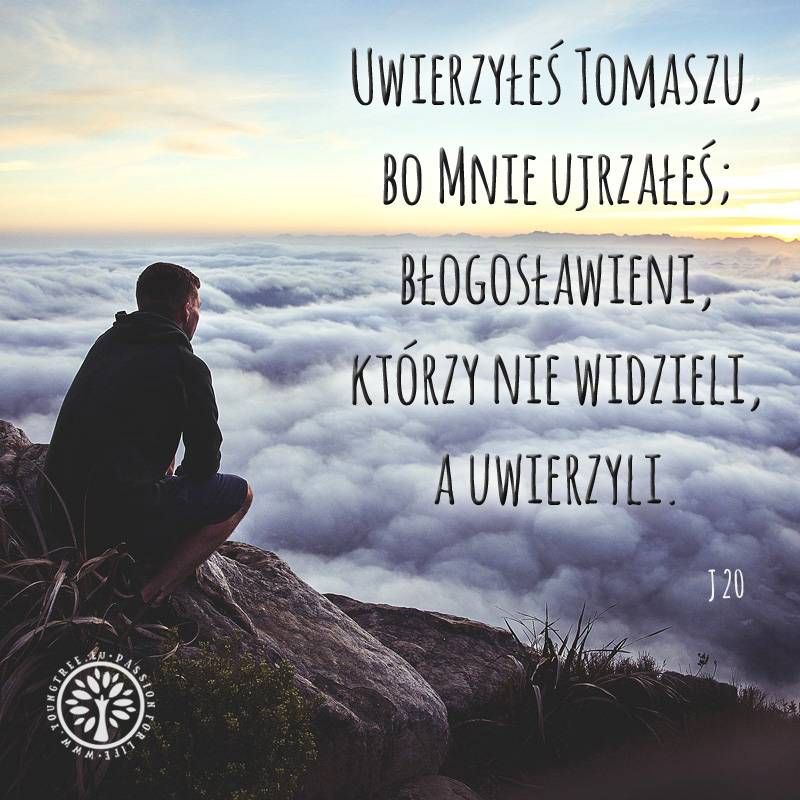 Uwierzyłeś Tomaszu,
bo Mnie ujrzałeś;
błogosławieni,
którzy nie widzieli,
a uwierzyli.
J 20
WWW.YOUNGTREE.EU•PASSION FOR LIFE•